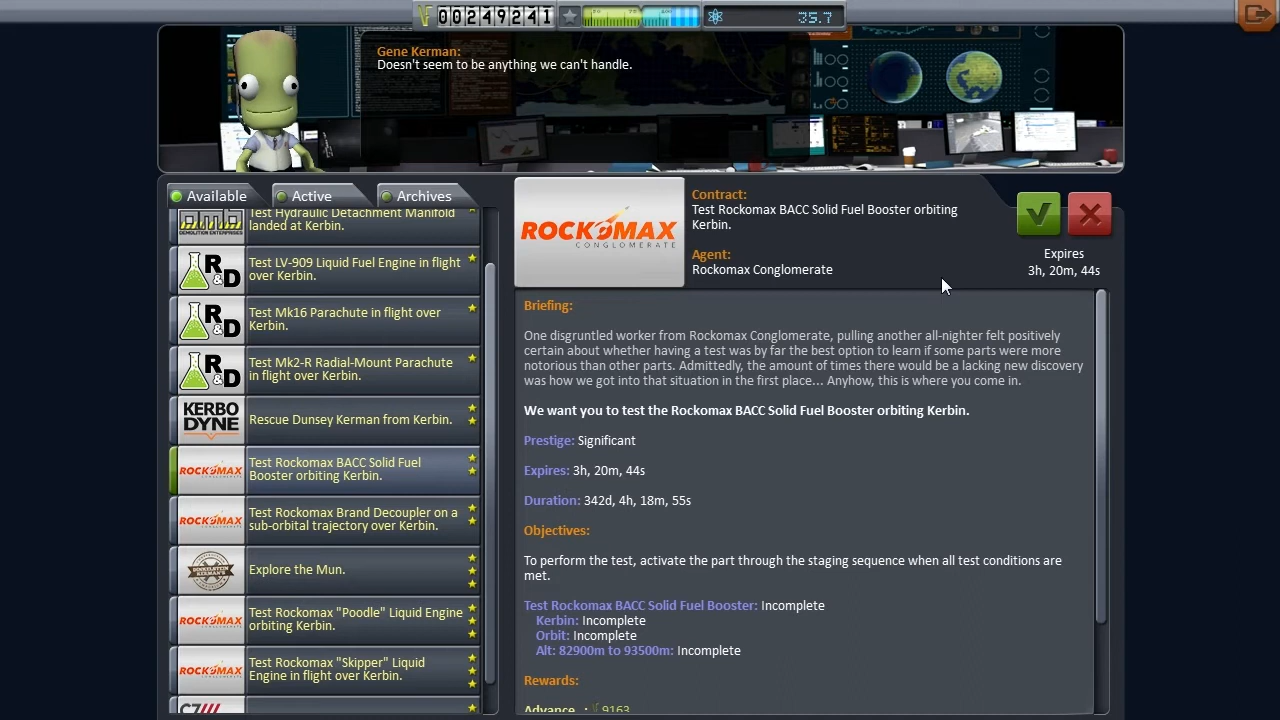 00249241
35.7
Gene Kerman:
Doesn't seem to be anything we can't handle.
Available
Active
Archives
DEMOLITION ENTERPRISES
Test Hydraulic Detachment Manifold
landed at Kerbin.
R&D
Test LV-909 Liquid Fuel Engine in flight
over Kerbin.
R&D
Test Mk16 Parachute in flight over
Kerbin.
R&D
Test Mk2-R Radial-Mount Parachute
in flight over Kerbin.
KERBO
DYNE
Rescue Dunsey Kerman from Kerbin.
ROCKOMAX
CONGLOMERATE
Test Rockomax BACC Solid Fuel
Booster orbiting Kerbin.
ROCKOMAX
CONGLOMERATE
Test Rockomax Brand Decoupler on a
sub-orbital trajectory over Kerbin.
Explore the Mun.
ROCKOMAX
CONGLOMERATE
Test Rockomax "Poodle" Liquid Engine
orbiting Kerbin.
ROCKOMAX
CONGLOMERATE
Test Rockomax "Skipper" Liquid
Engine in flight over Kerbin.
C7
ROCKOMAX
CONGLOMERATE
Contract:
Test Rockomax BACC Solid Fuel Booster orbiting
Kerbin.
Agent:
Rockomax Conglomerate
Expires
3h, 20m, 44s
Briefing:
One disgruntled worker from Rockomax Conglomerate, pulling another all-nighter felt positively
certain about whether having a test was by far the best option to learn if some parts were more
notorious than other parts. Admittedly, the amount of times there would be a lacking new discovery
was how we got into that situation in the first place... Anyhow, this is where you come in.
We want you to test the Rockomax BACC Solid Fuel Booster orbiting Kerbin.
Prestige: Significant
Expires: 3h, 20m, 44s
Duration: 342d, 4h, 18m, 55s
Objectives:
To perform the test, activate the part through the staging sequence when all test conditions are
met.
Test Rockomax BACC Solid Fuel Booster: Incomplete
Kerbin: Incomplete
Orbit: Incomplete
Alt: 82900m to 93500m: Incomplete
Rewards:
Advance : 9163